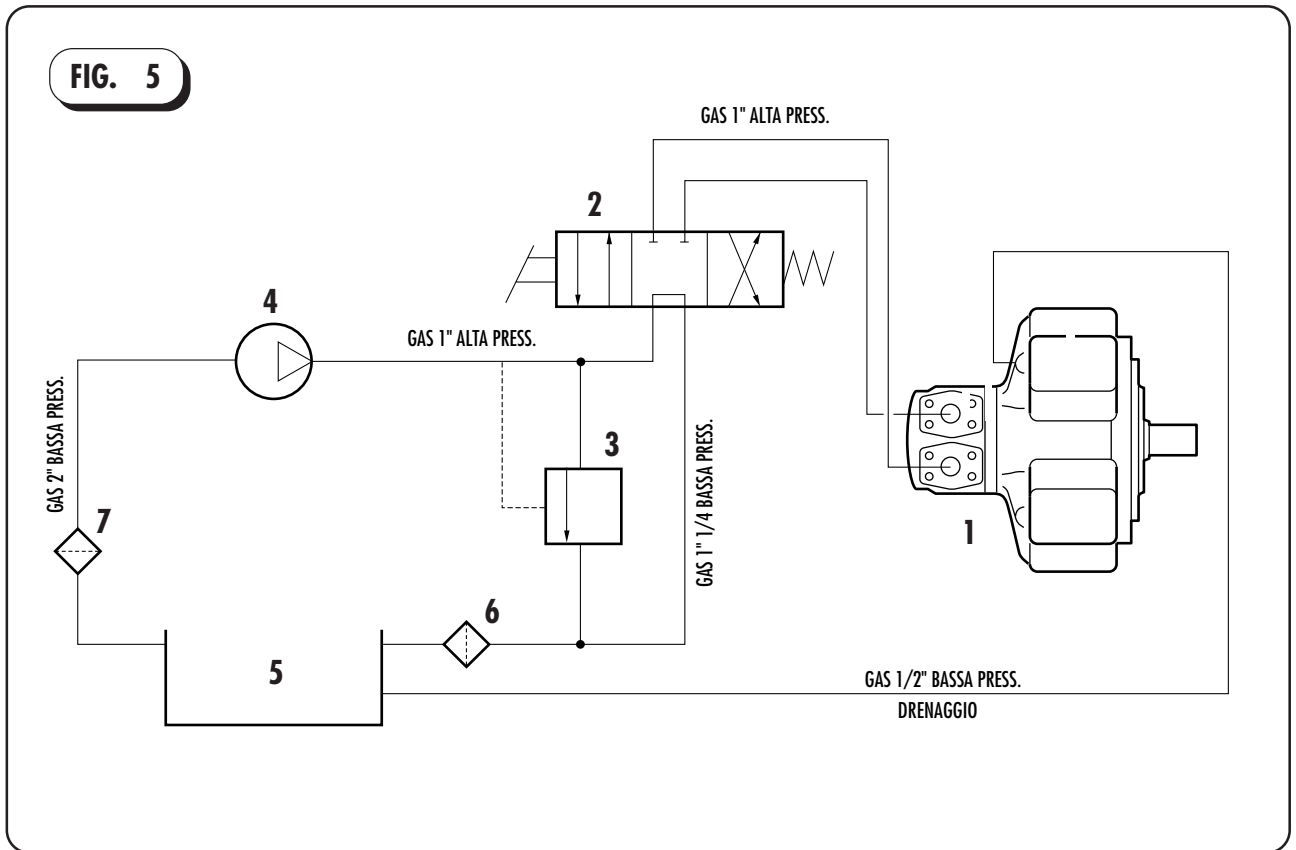 FIG. 5
GAS 1" ALTA PRESS.
2
4
GAS 1" ALTA PRESS.
GAS 2" BASSA PRESS.
3
GAS 1" 1/4 BASSA PRESS.
1
7
6
5
GAS 1/2" BASSA PRESS.
DRENAGGIO